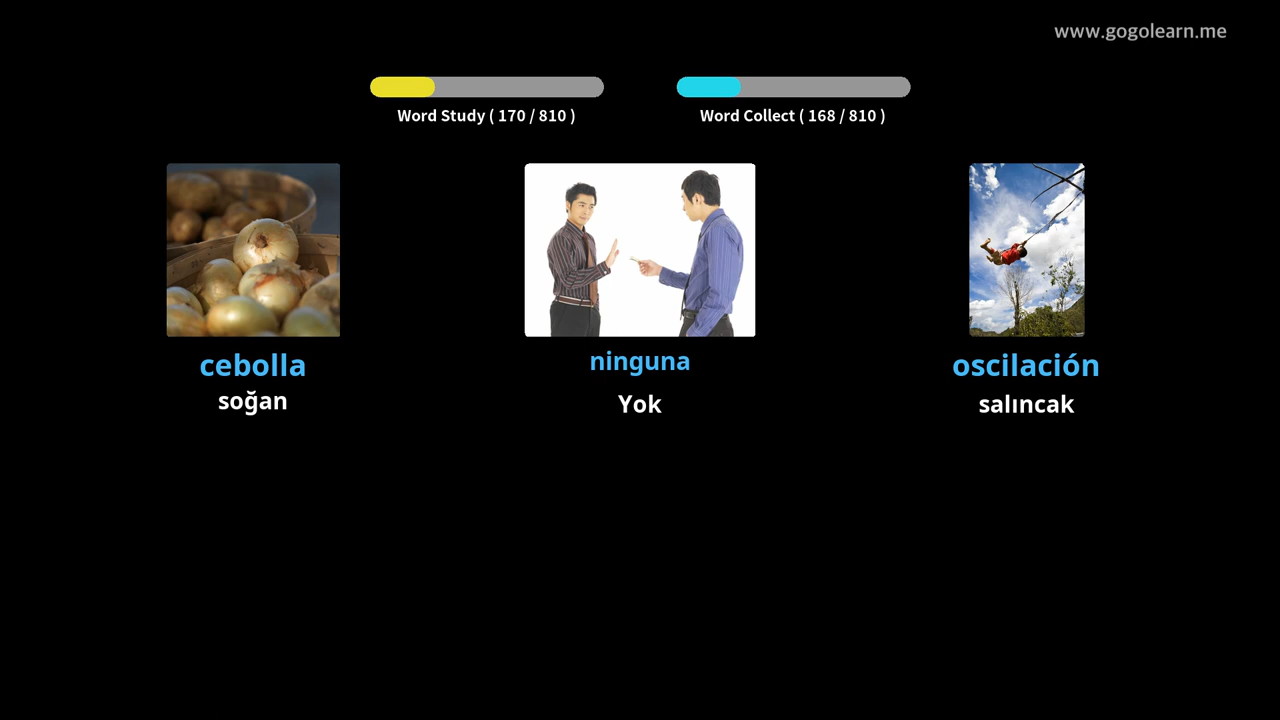 www.gogolearn.me
Word Study ( 170 / 810 )
Word Collect ( 168 / 810 )
cebolla
soğan
ninguna
Yok
oscilación
salıncak